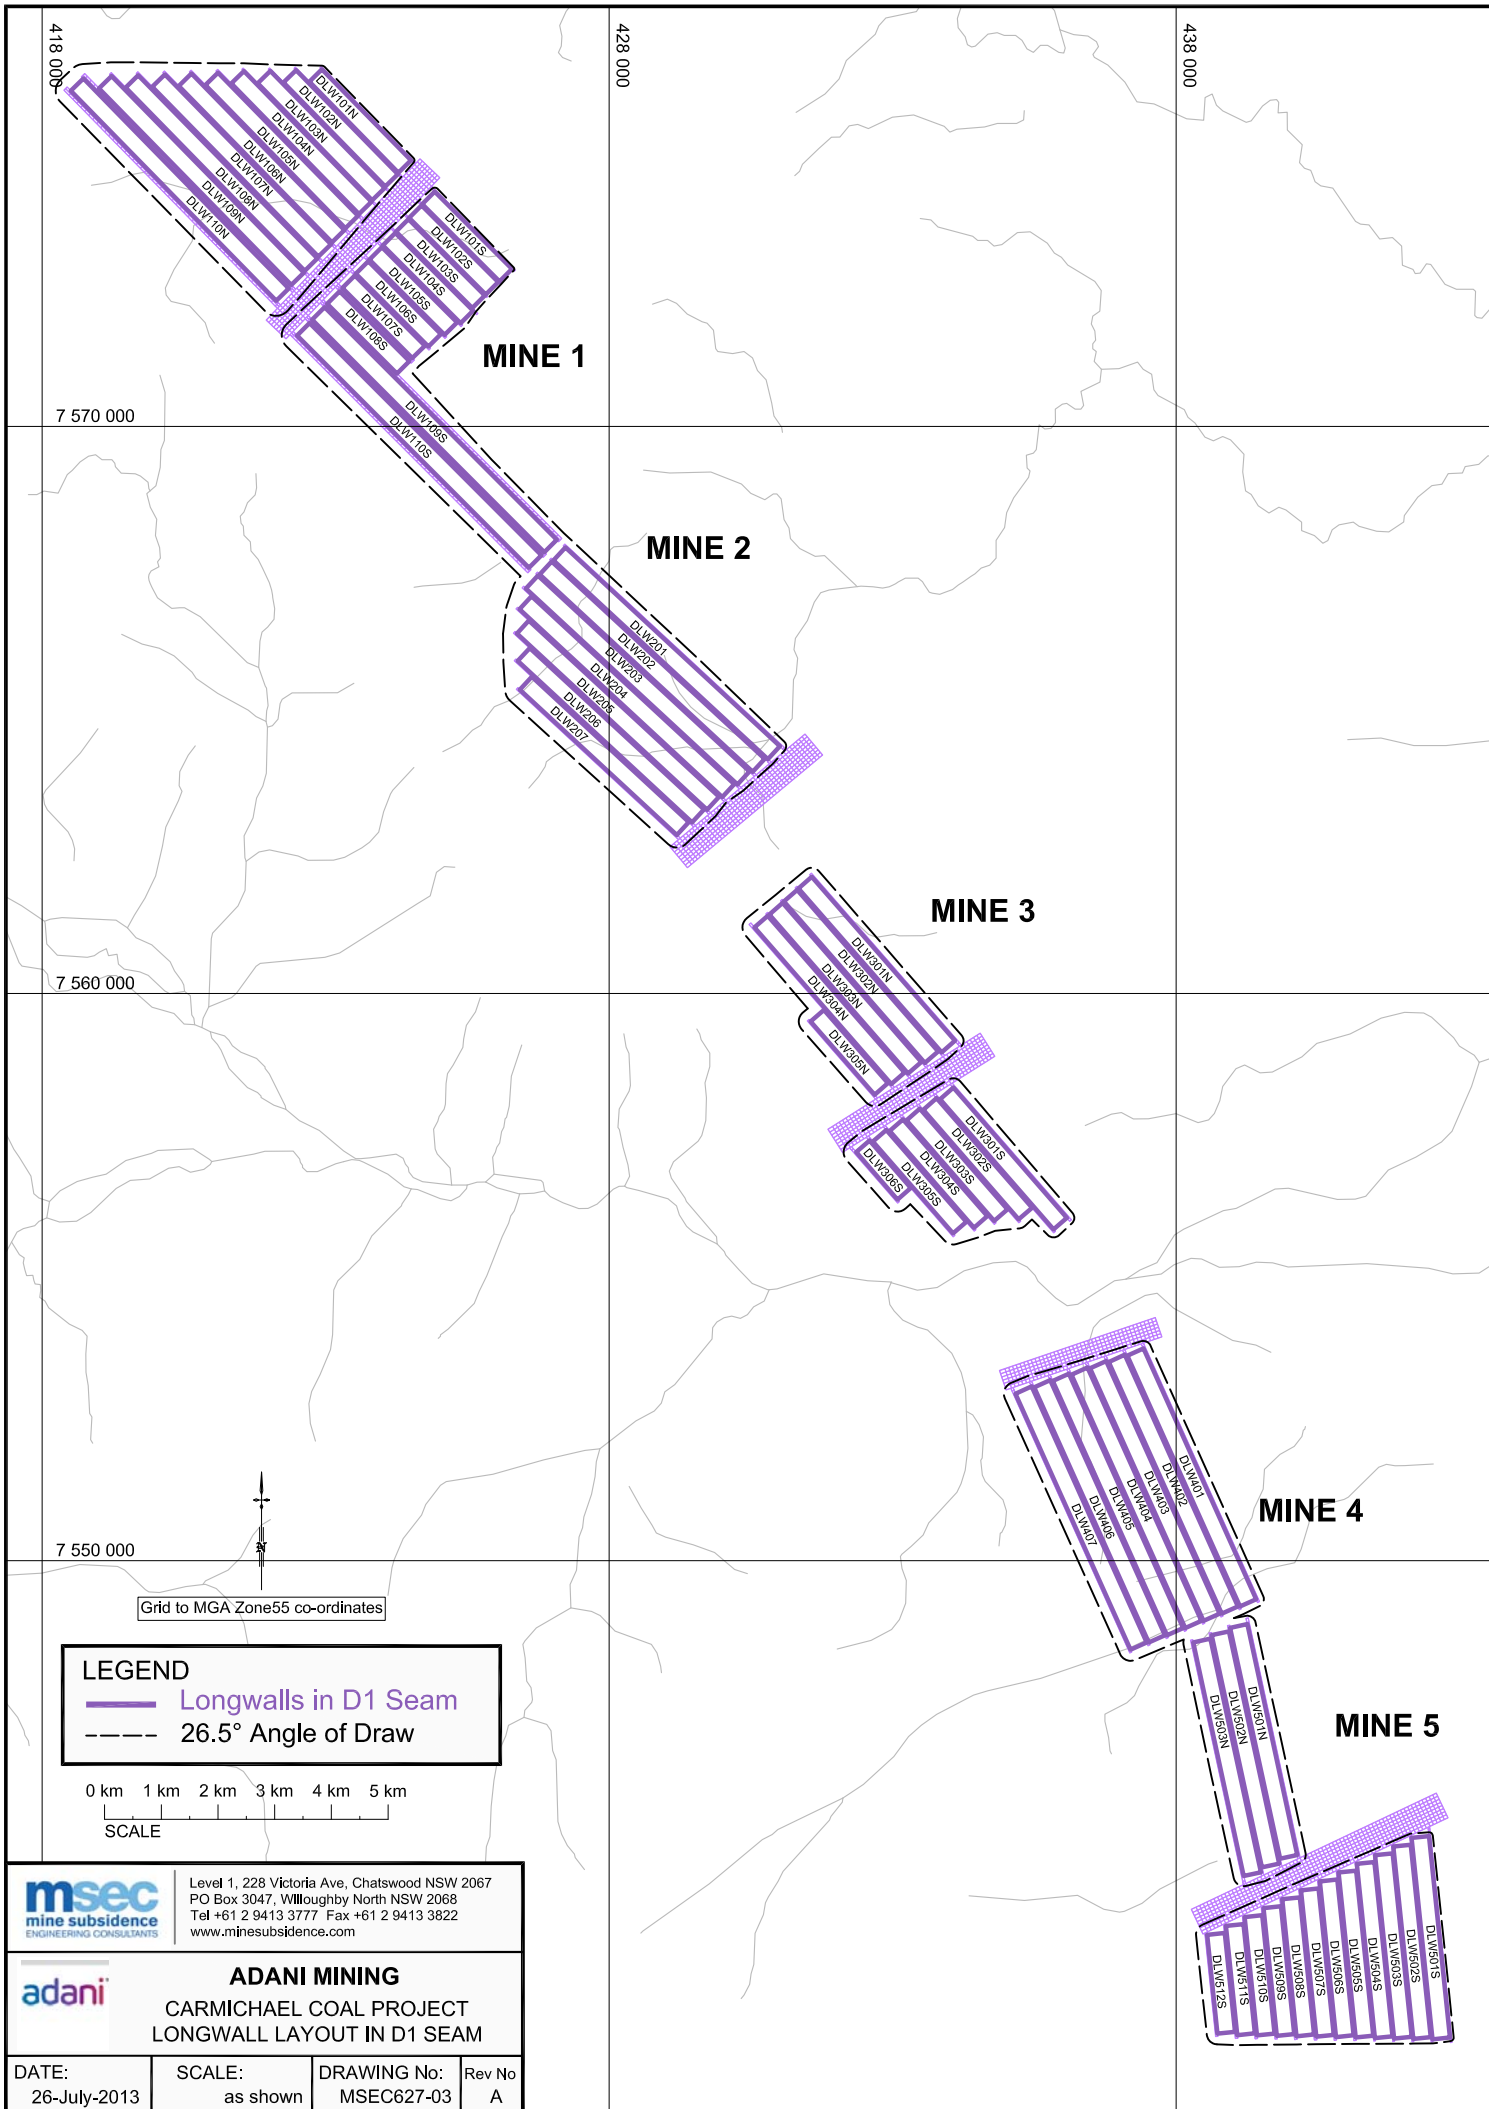 418 000
428 000
438 000
DLW101N
DLW102N
DLW103N
DLW104N
DLW105N
DLW106N
DLW107N
DLW108N
DLW109N
DLW110N
DLW101S
DLW102S
DLW103S
DLW104S
DLW105S
DLW106S
DLW107S
DLW108S
MINE 1
7 570 000
DLW109S
DLW110S
MINE 2
DLW201
DLW202
DLW203
DLW204
DLW205
DLW206
DLW207
MINE 3
DLW301N
DLW302N
DLW303N
DLW304N
DLW305N
7 560 000
DLW301S
DLW302S
DLW303S
DLW304S
DLW305S
DLW306S
DLW401
DLW402
DLW403
DLW404
DLW405
DLW406
DLW407
MINE 4
7 550 000
N
Grid to MGA Zone55 co-ordinates
DLW501N
DLW502N
DLW503N
MINE 5
DLW501S
DLW502S
DLW503S
DLW504S
DLW505S
DLW506S
DLW507S
DLW508S
DLW509S
DLW510S
DLW511S
DLW512S
LEGEND
Longwalls in D1 Seam
26.5° Angle of Draw
0 km 1 km 2 km 3 km 4 km 5 km
SCALE
msec
mine subsidence
ENGINEERING CONSULTANTS
Level 1, 228 Victoria Ave, Chatswood NSW 2067
PO Box 3047, Willoughby North NSW 2068
Tel +61 2 9413 3777 Fax +61 2 9413 3822
www.minesubsidence.com
adani
ADANI MINING
CARMICHAEL COAL PROJECT
LONGWALL LAYOUT IN D1 SEAM
DATE:
26-July-2013
SCALE:
as shown
DRAWING No:
MSEC627-03
Rev No
A